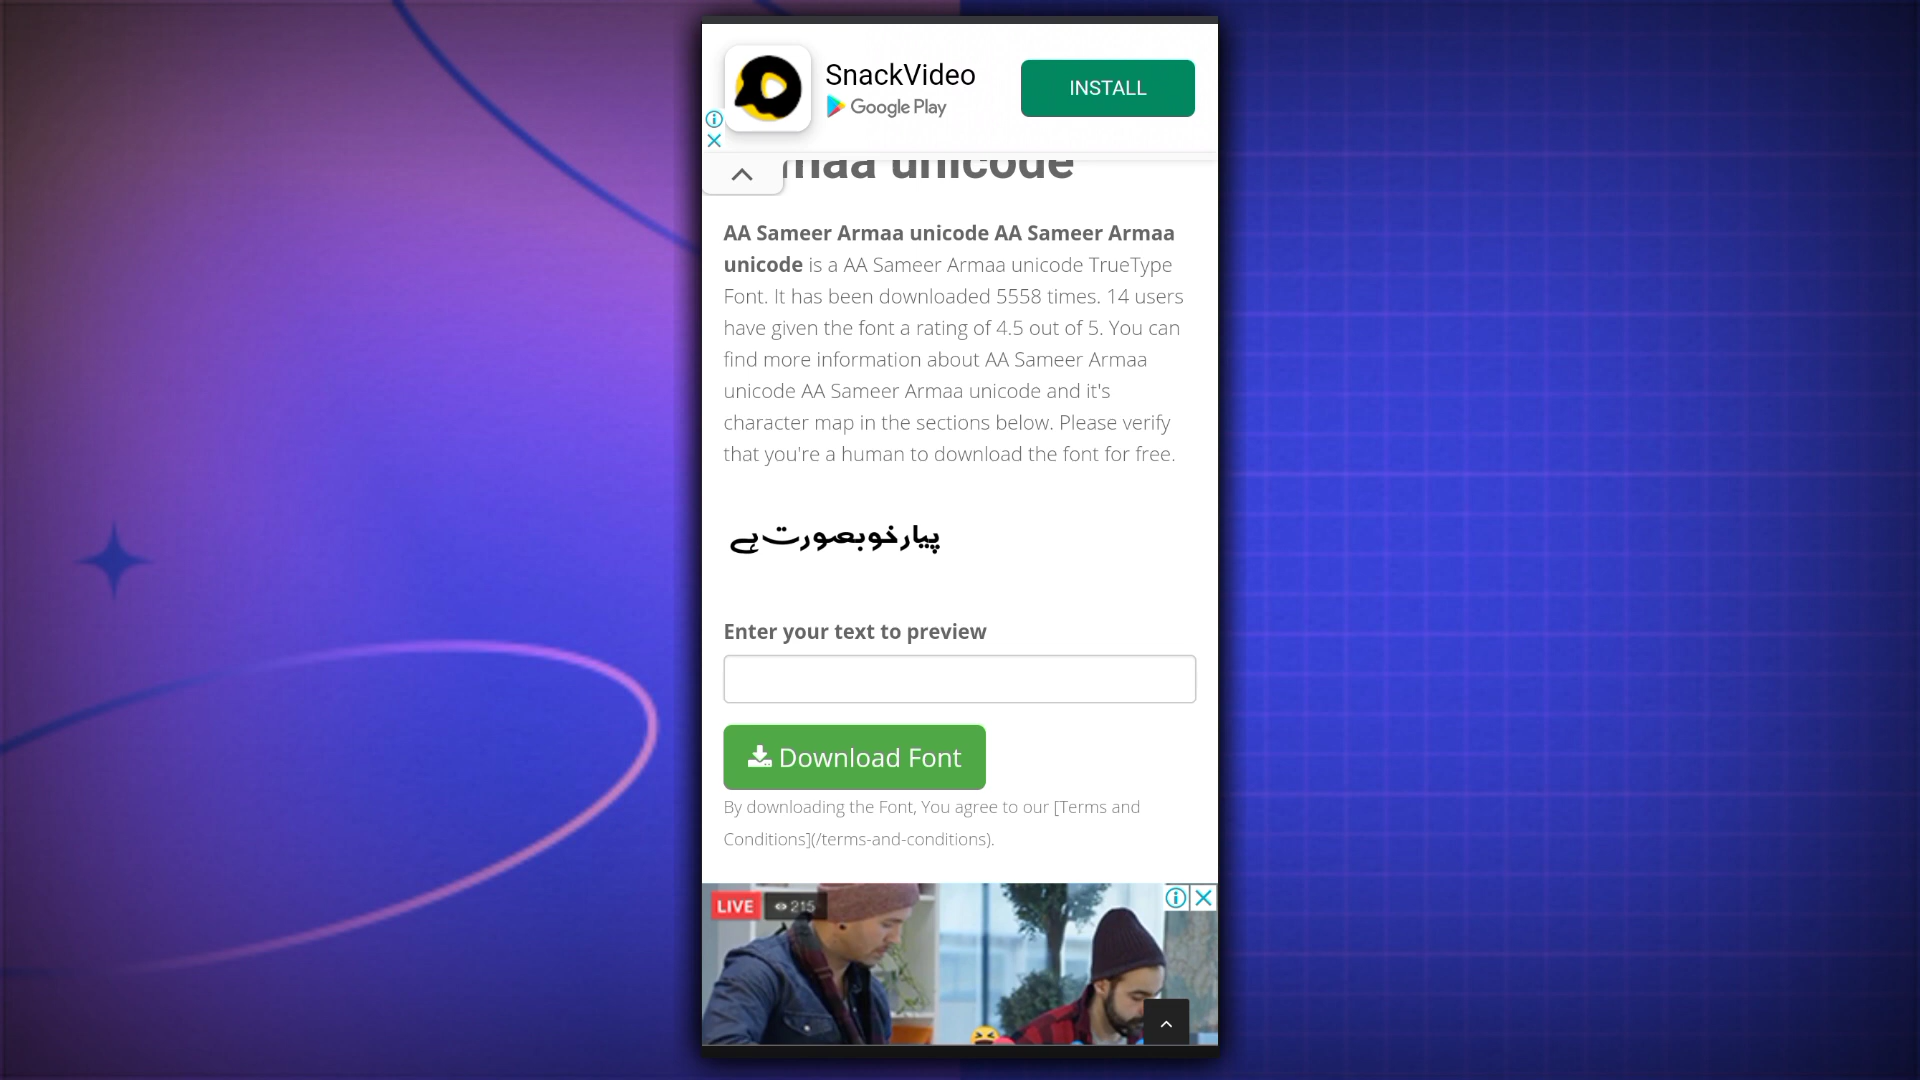 SnackVideo
Google Play
INSTALL
maa unicode
AA Sameer Armaa unicode AA Sameer Armaa
unicode is a AA Sameer Armaa unicode TrueType
Font. It has been downloaded 5558 times. 14 users
have given the font a rating of 4.5 out of 5. You can
find more information about AA Sameer Armaa
unicode AA Sameer Armaa unicode and it's
character map in the sections below. Please verify
that you're a human to download the font for free.
پیار خوبصورت ہے
Enter your text to preview
Download Font
By downloading the Font, You agree to our [Terms and
Conditions](/terms-and-conditions).
LIVE 215